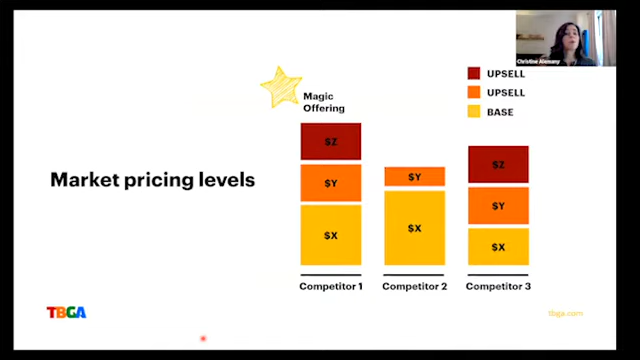 Christine Alemany
UPSELL
UPSELL
BASE
Magic
Offering
Market pricing levels
$Z
$Y
$X
$Y
$X
$Z
$Y
$X
Competitor 1
Competitor 2
Competitor 3
TBGA
tbga.com